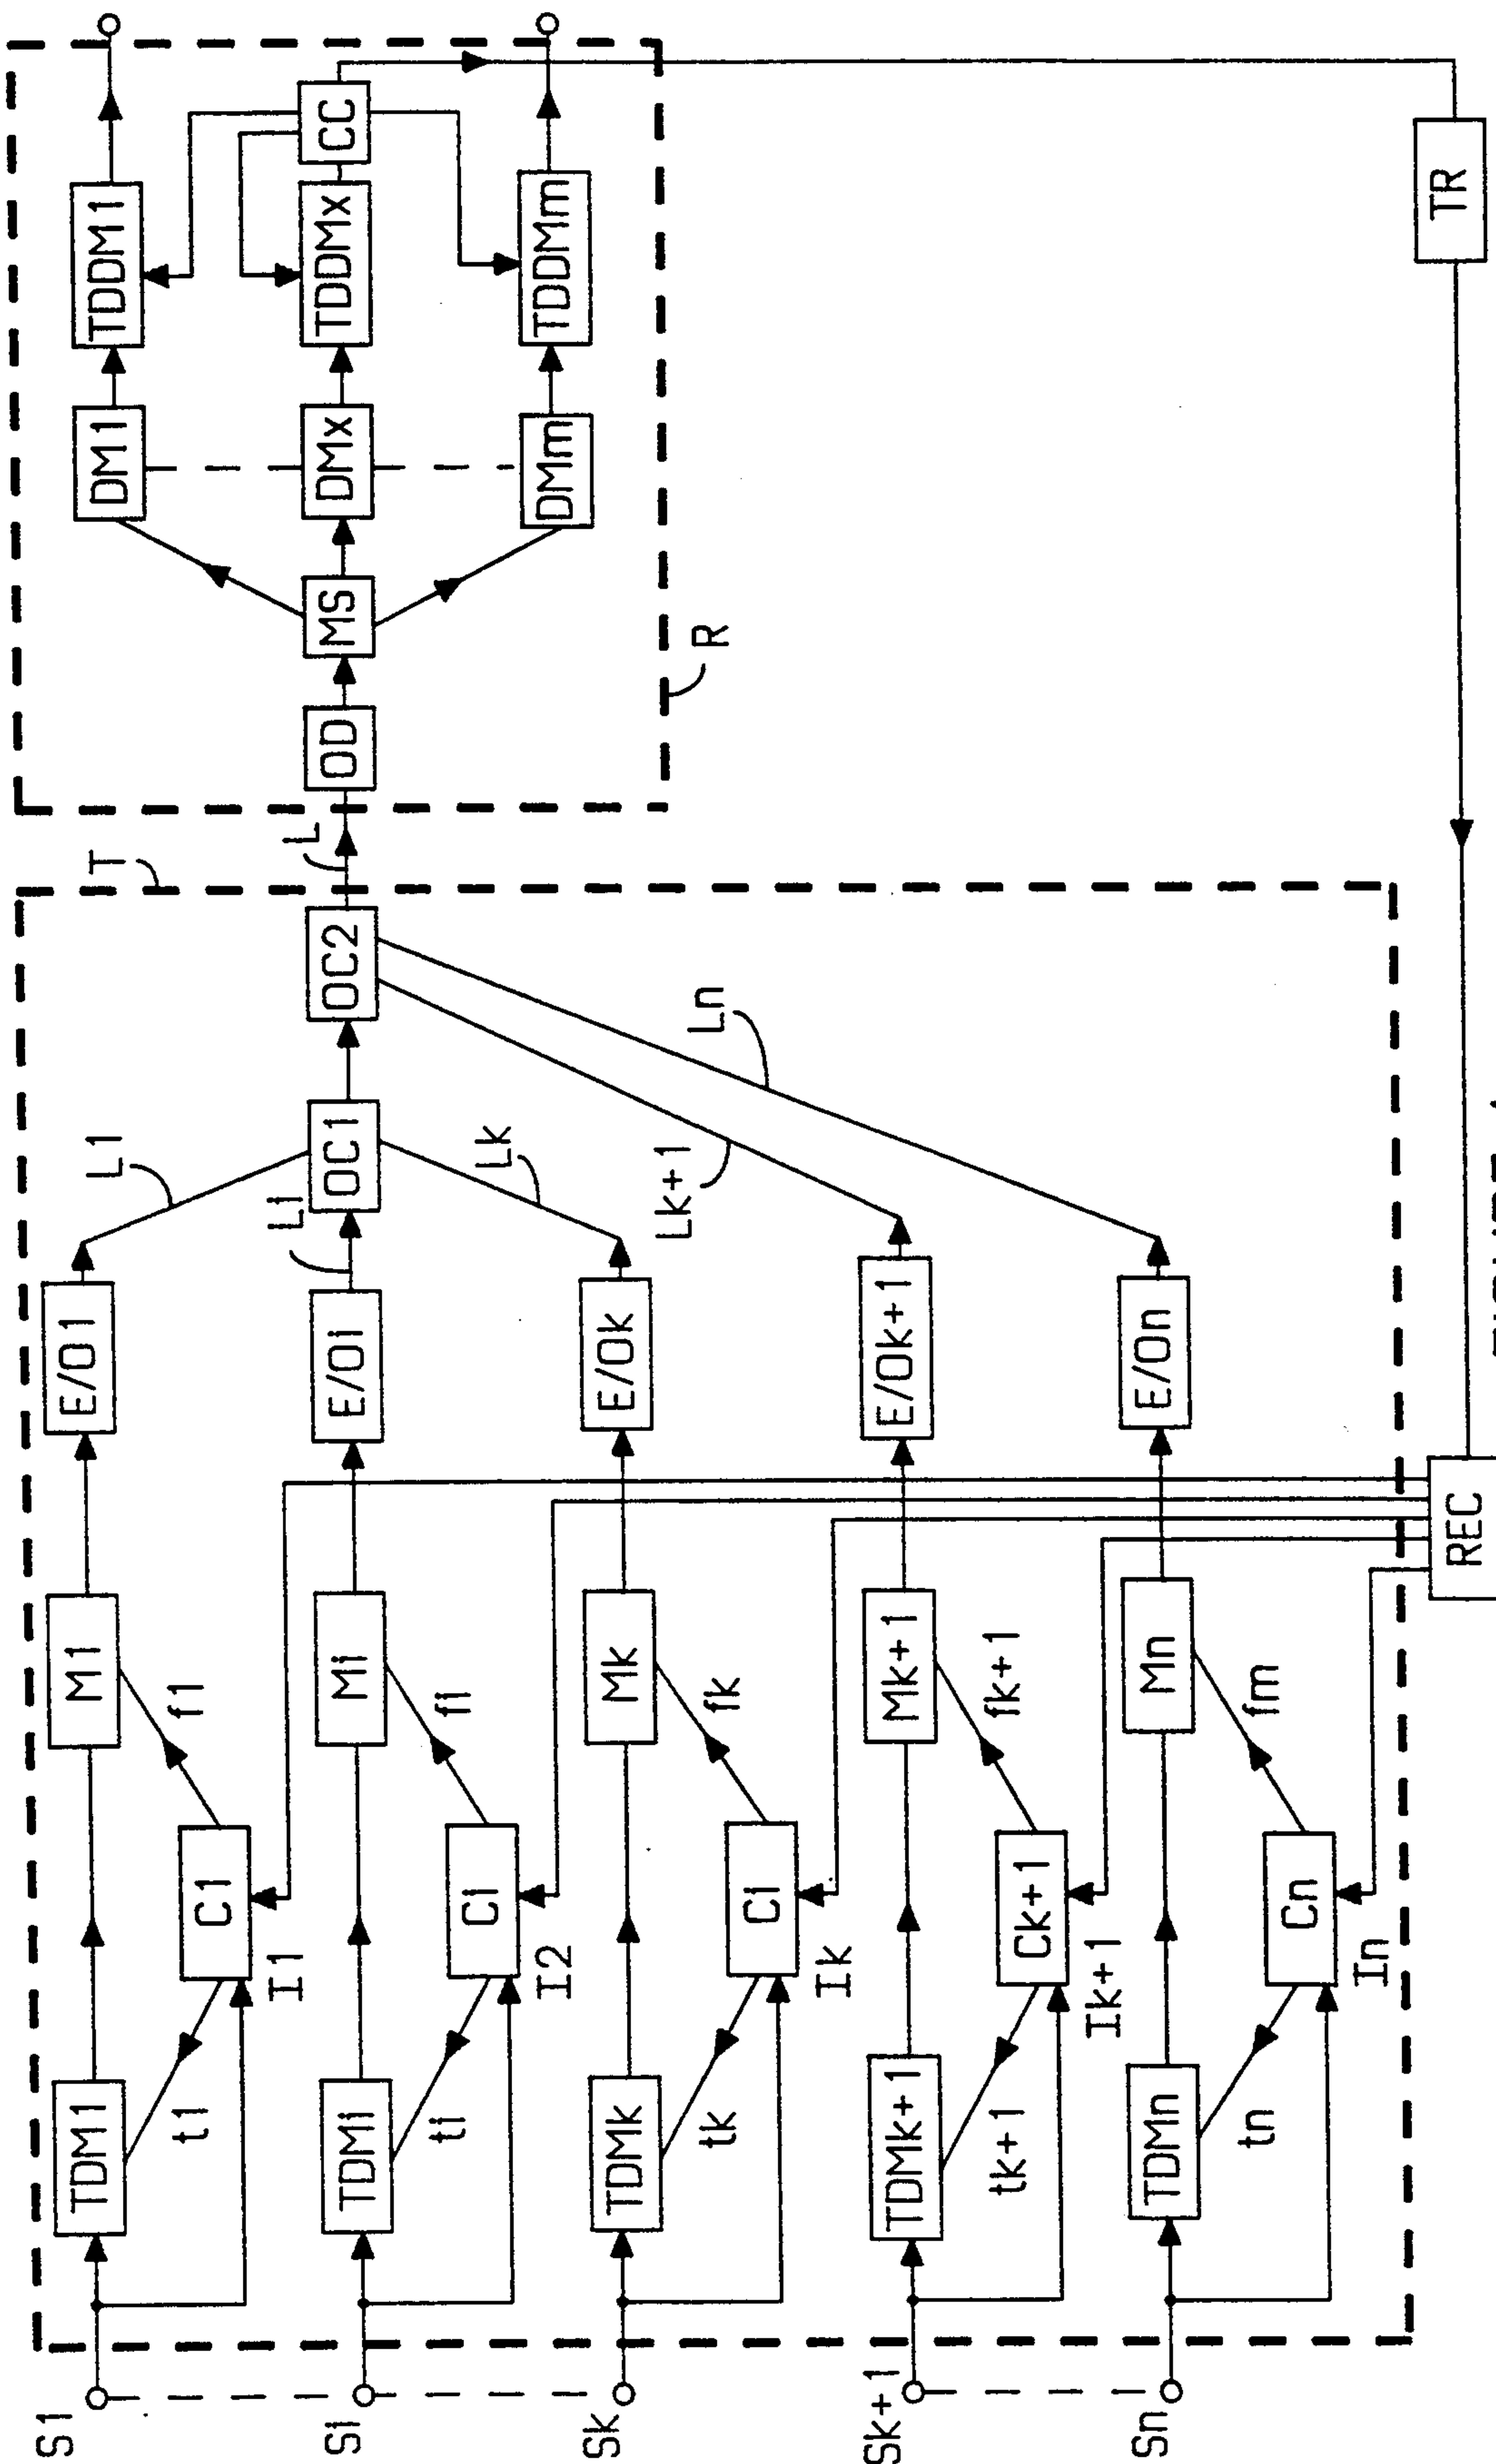 S1
TDM1
t1
C1
I1
f1
M1
E/O1
L1
Si
TDMi
ti
Ci
I2
fi
Mi
E/Oi
Li
OC1
OC2
Sk
TDMk
tk
Ci
Ik
fk
Mk
E/Ok
Lk
Sk+1
TDMk+1
tk+1
Ck+1
Ik+1
fk+1
Mk+1
E/Ok+1
Lk+1
Sn
TDMn
tn
Cn
In
fm
Mn
E/On
Ln
T
L
REC
OD
MS
DM1
DMx
DMm
TDDM1
TDDMx
TDDMm
CC
R
TR